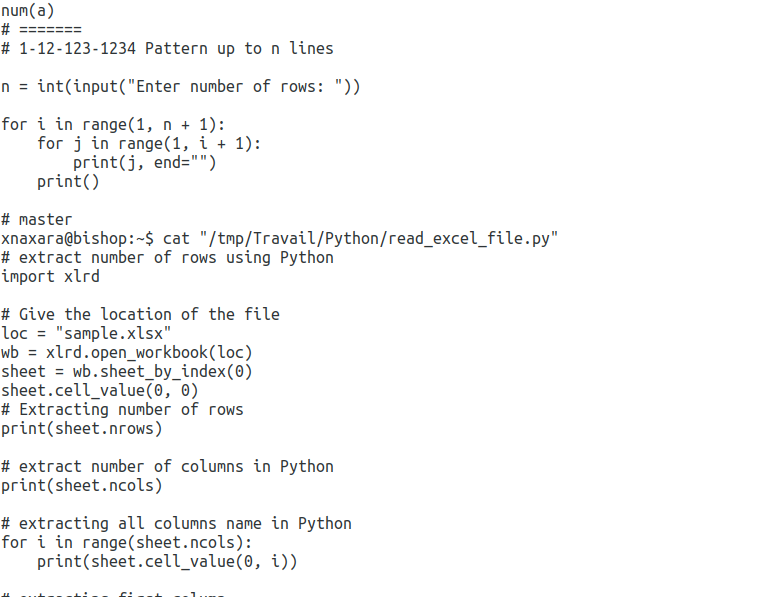 num(a)
# =======
# 1-12-123-1234 Pattern up to n lines
n = int(input("Enter number of rows: "))
for i in range(1, n + 1):
    for j in range(1, i + 1):
        print(j, end="")
    print()
# master
xnaxara@bishop:~$ cat "/tmp/Travail/Python/read_excel_file.py"
# extract number of rows using Python
import xlrd
# Give the location of the file
loc = "sample.xlsx"
wb = xlrd.open_workbook(loc)
sheet = wb.sheet_by_index(0)
sheet.cell_value(0, 0)
# Extracting number of rows
print(sheet.nrows)
# extract number of columns in Python
print(sheet.ncols)
# extracting all columns name in Python
for i in range(sheet.ncols):
    print(sheet.cell_value(0, i))
# extracting first column